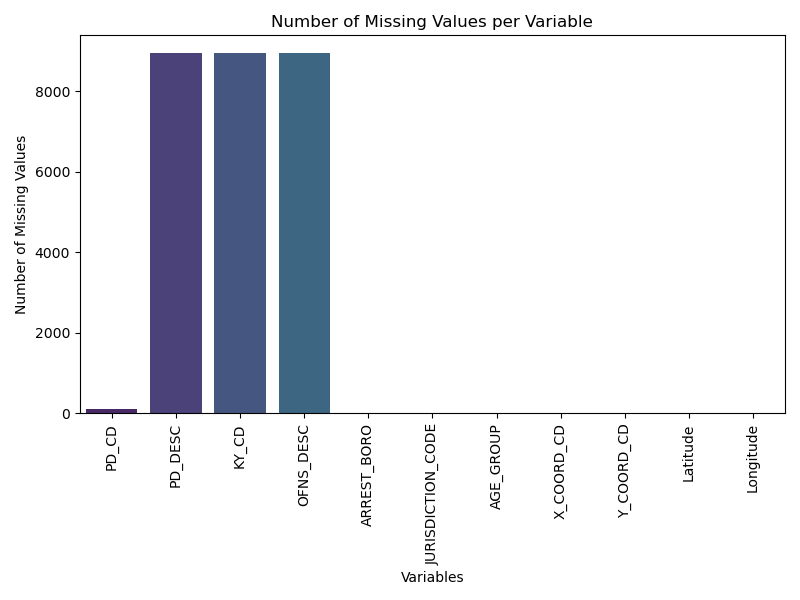 Number of Missing Values per Variable
Number of Missing Values
8000
6000
4000
2000
0
PD_CD
PD_DESC
KY_CD
OFNS_DESC
ARREST_BORO
JURISDICTION_CODE
AGE_GROUP
X_COORD_CD
Y_COORD_CD
Latitude
Longitude
Variables